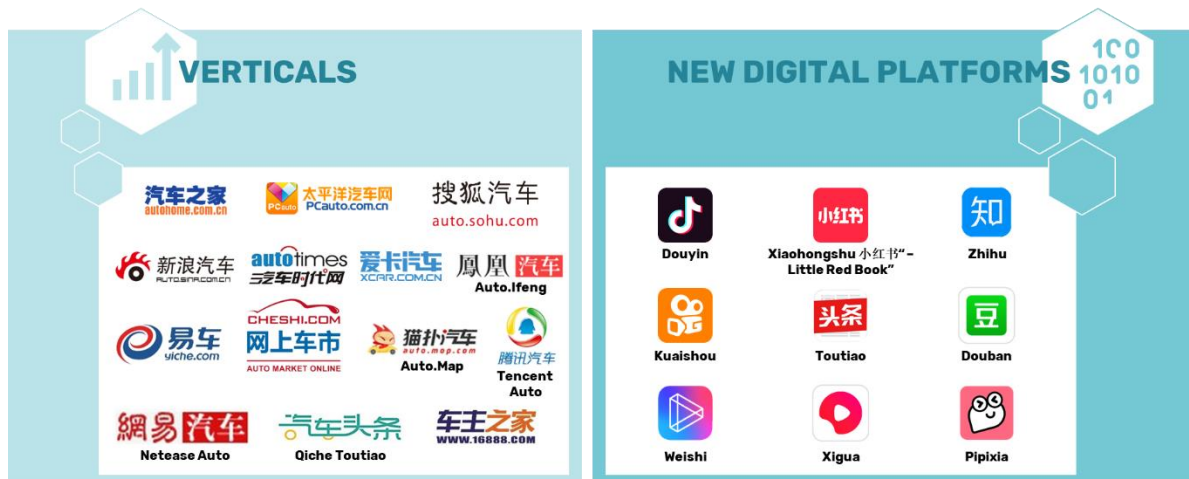 VERTICALS
汽车之家
autohome.com.cn
PCauto
太平洋汽车网
PCauto.com.cn
搜狐汽车
auto.sohu.com
新浪汽车
AUTO.SINA.COM.CN
autotimes
汽车时代网
爱卡汽车
XCAR.COM.CN
鳳凰 汽车
Auto.Ifeng
易车
yiche.com
CHESHI.COM
网上车市
AUTO MARKET ONLINE
猫扑汽车
auto.mop.com
Auto.Map
腾讯汽车
Tencent
Auto
網易 汽车
Netease Auto
汽车头条
Qiche Toutiao
车主之家
WWW.16888.COM
NEW DIGITAL PLATFORMS
100
1010
01
Douyin
小红书
Xiaohongshu 小红书“ –
Little Red Book”
知
Zhihu
Kuaishou
头条
Toutiao
豆
Douban
Weishi
Xigua
Pipixia